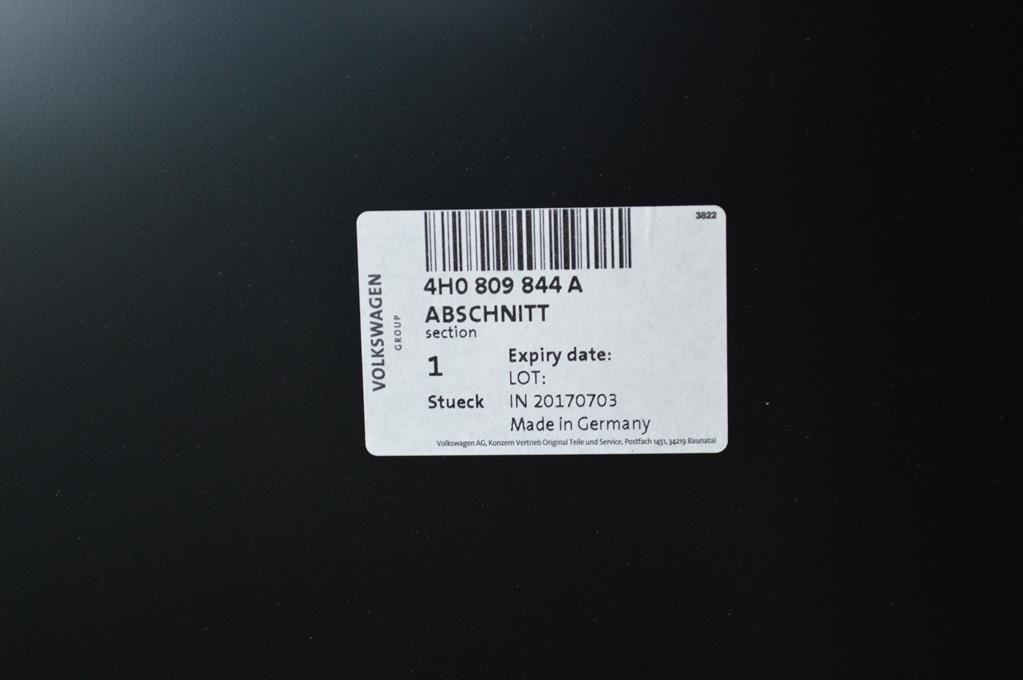 3822
VOLKSWAGEN
GROUP
4H0 809 844 A
ABSCHNITT
section
1
Stueck
Expiry date:
LOT:
IN 20170703
Made in Germany
Volkswagen AG, Konzern Vertrieb Original Teile und Service, Postfach 1451, 34219 Baunatal